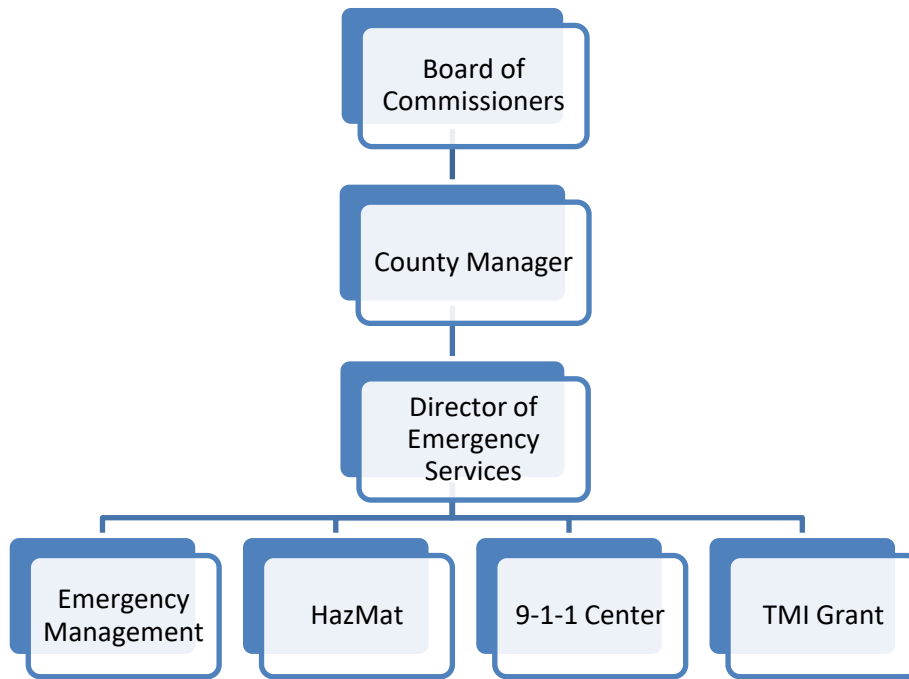 Board of
Commissioners
County Manager
Director of
Emergency
Services
Emergency
Management
HazMat
9-1-1 Center
TMI Grant